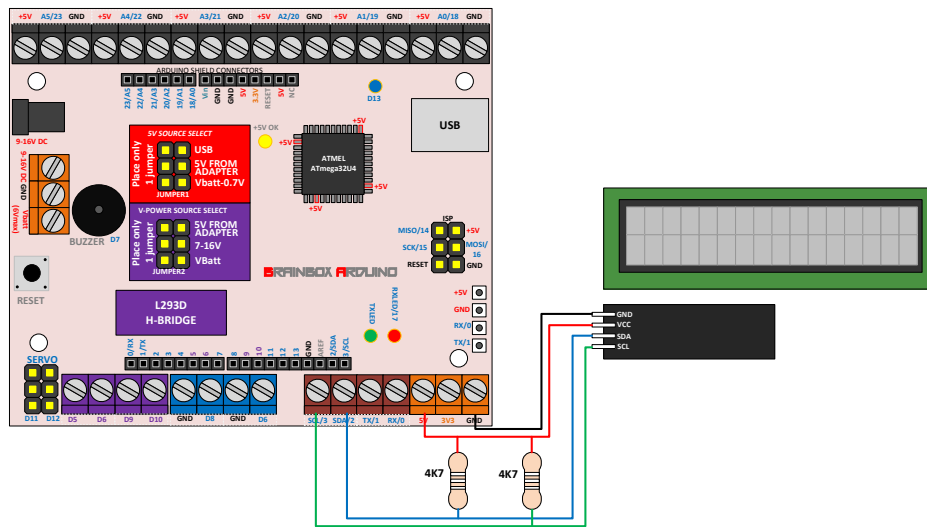 +5V A5/23 GND +5V A4/22 GND +5V A3/21 GND +5V A2/20 GND +5V A1/19 GND +5V A0/18 GND
ARDUINO SHIELD CONNECTORS
23/A5
22/A4
21/A3
20/A2
19/A1
18/A0
Vin
GND
GND
5V
3.3V
RESET
5V
NC
D13
9-16V DC
9-16V DC
GND
Vbatt
(6Vmax)
5V SOURCE SELECT
Place only
1 jumper
USB
5V FROM
ADAPTER
Vbatt-0.7V
JUMPER1
V-POWER SOURCE SELECT
Place only
1 jumper
5V FROM
ADAPTER
7-16V
VBatt
JUMPER2
+5V OK
+5V
+5V
+5V
+5V
ATMEL
ATmega32U4
USB
BUZZER D7
RESET
ISP
MISO/14 +5V
SCK/15 MOSI/
16
RESET GND
BRAINBOX ARDUINO
L293D
H-BRIDGE
TXLED
RXLED/17
+5V
GND
RX/0
TX/1
0/RX
1/TX
2
3
4
5
6
7
8
9
10
11
12
13
GND
AREF
2/SDA
3/SCL
SERVO
D11 D12
D5 D6 D9 D10 GND D8 GND D6 SCL/3 SDA/2 TX/1 RX/0 5V 3V3 GND
GND
VCC
SDA
SCL
4K7
4K7